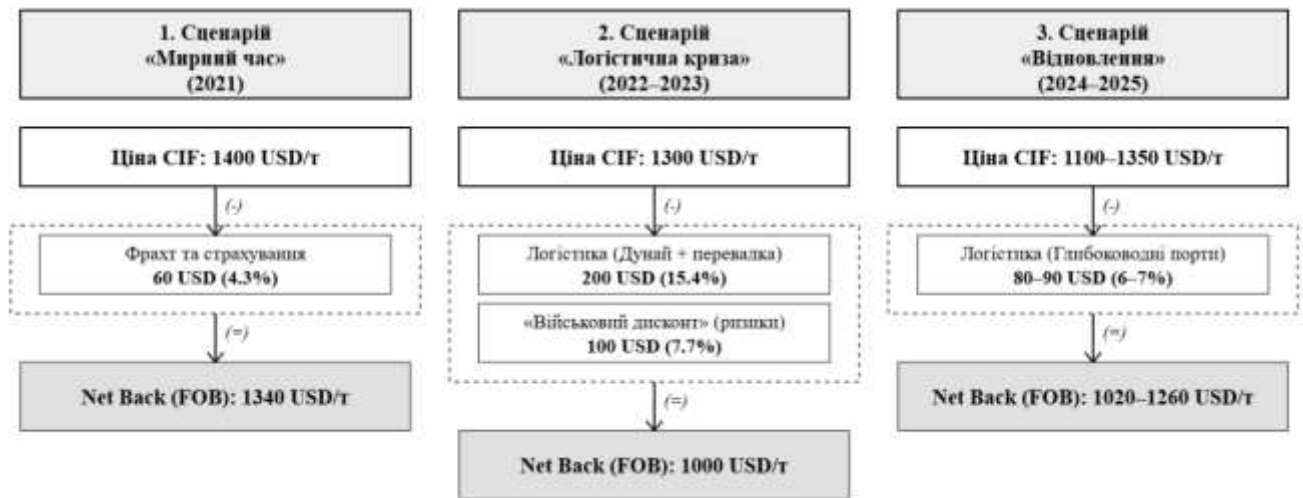 1. Сценарій
«Мирний час»
(2021)
Ціна CIF: 1400 USD/т
(-)
Фрахт та страхування
60 USD (4.3%)
(=)
Net Back (FOB): 1340 USD/т
2. Сценарій
«Логістична криза»
(2022–2023)
Ціна CIF: 1300 USD/т
(-)
Логістика (Дунай + перевалка)
200 USD (15.4%)
«Військовий дисконт» (ризики)
100 USD (7.7%)
(=)
Net Back (FOB): 1000 USD/т
3. Сценарій
«Відновлення»
(2024–2025)
Ціна CIF: 1100–1350 USD/т
(-)
Логістика (Глибоководні порти)
80–90 USD (6–7%)
(=)
Net Back (FOB): 1020–1260 USD/т